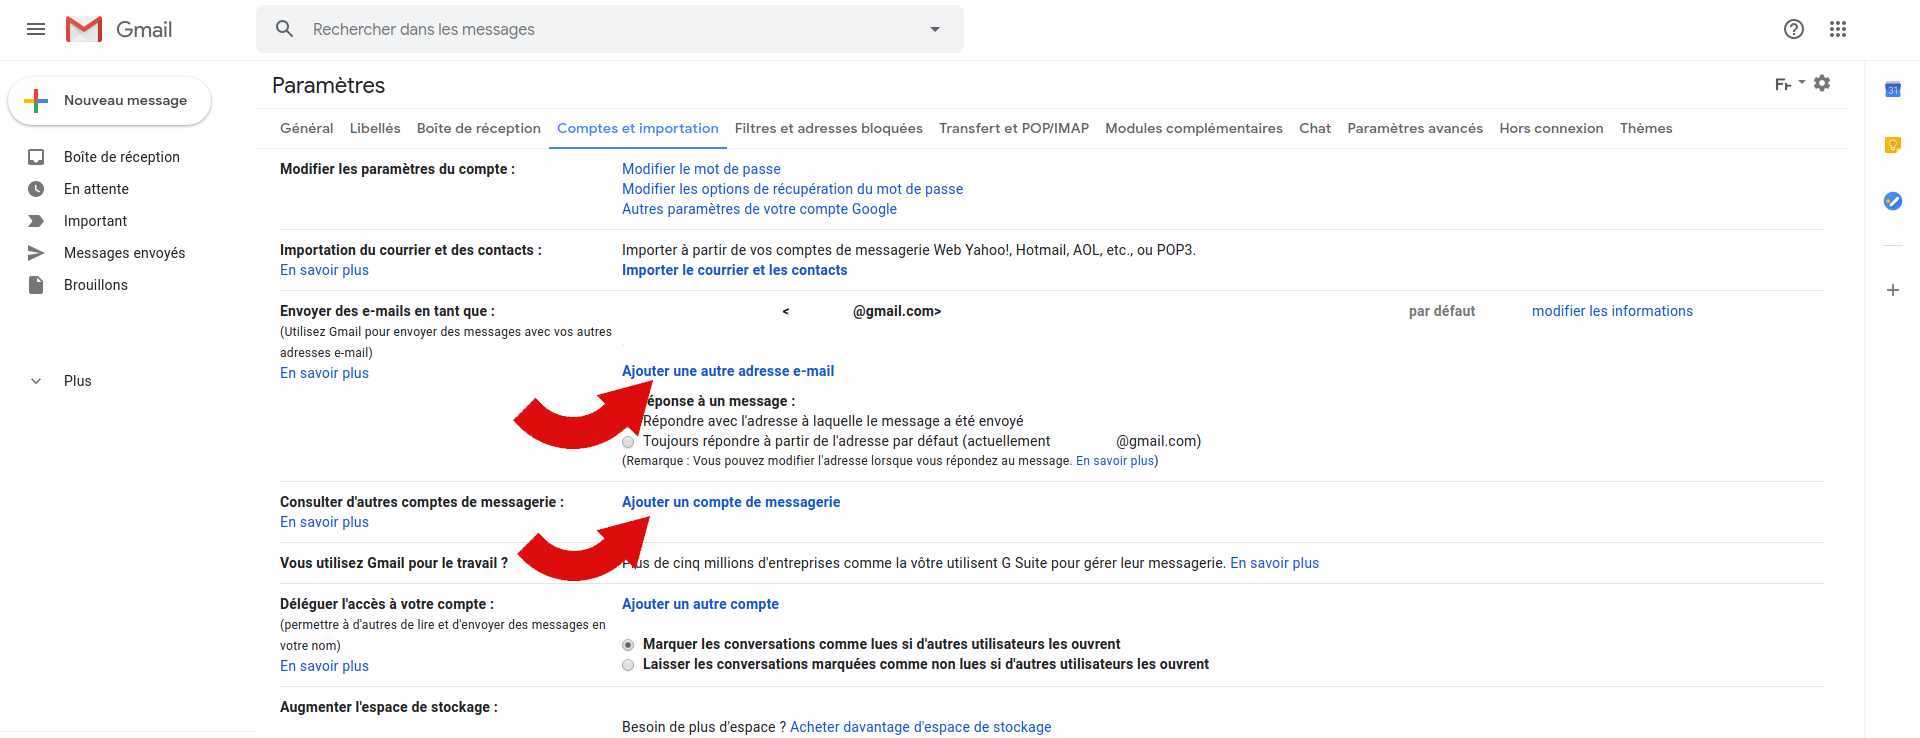 Gmail
Rechercher dans les messages
Paramètres
Fr
31
Nouveau message
Général Libellés Boîte de réception Comptes et importation Filtres et adresses bloquées Transfert et POP/IMAP Modules complémentaires Chat Paramètres avancés Hors connexion Thèmes
Boîte de réception
En attente
Important
Messages envoyés
Brouillons
Plus
Modifier les paramètres du compte :
Modifier le mot de passe
Modifier les options de récupération du mot de passe
Autres paramètres de votre compte Google
Importation du courrier et des contacts :
En savoir plus
Importer à partir de vos comptes de messagerie Web Yahoo!, Hotmail, AOL, etc., ou POP3.
Importer le courrier et les contacts
Envoyer des e-mails en tant que :
(Utilisez Gmail pour envoyer des messages avec vos autres
adresses e-mail)
En savoir plus
< @gmail.com> par défaut modifier les informations
Ajouter une autre adresse e-mail
éponse à un message :
Répondre avec l'adresse à laquelle le message a été envoyé
Toujours répondre à partir de l'adresse par défaut (actuellement @gmail.com)
(Remarque : Vous pouvez modifier l'adresse lorsque vous répondez au message. En savoir plus)
Consulter d'autres comptes de messagerie :
En savoir plus
Ajouter un compte de messagerie
Vous utilisez Gmail pour le travail ?
Plus de cinq millions d'entreprises comme la vôtre utilisent G Suite pour gérer leur messagerie. En savoir plus
Déléguer l'accès à votre compte :
(permettre à d'autres de lire et d'envoyer des messages en
votre nom)
En savoir plus
Ajouter un autre compte
Marquer les conversations comme lues si d'autres utilisateurs les ouvrent
Laisser les conversations marquées comme non lues si d'autres utilisateurs les ouvrent
Augmenter l'espace de stockage :
Besoin de plus d'espace ? Acheter davantage d'espace de stockage